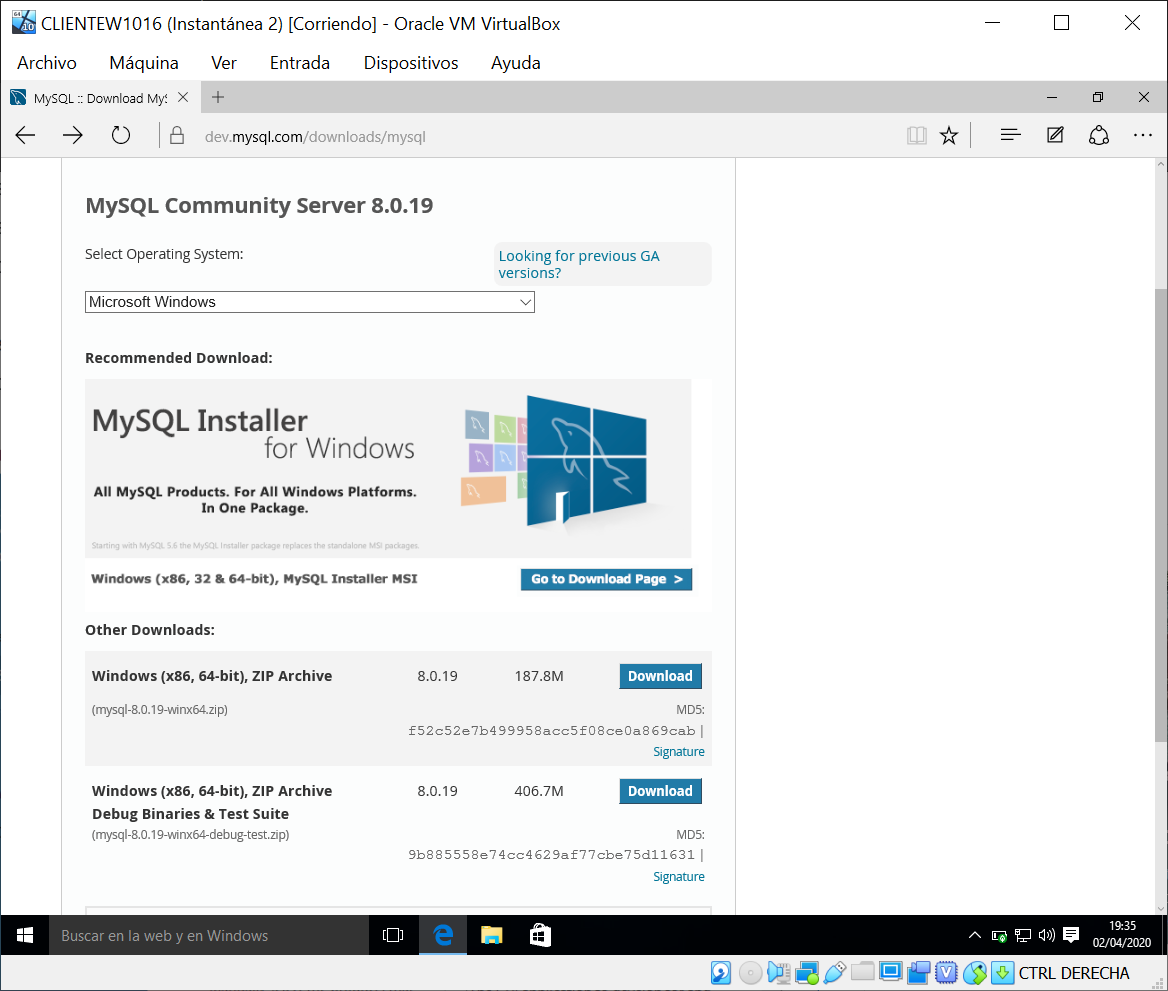 CLIENTEW1016 (Instantánea 2) [Corriendo] - Oracle VM VirtualBox
Archivo Máquina Ver Entrada Dispositivos Ayuda
MySQL :: Download MyS
dev.mysql.com/downloads/mysql
MySQL Community Server 8.0.19
Select Operating System:
Looking for previous GA
versions?
Microsoft Windows
Recommended Download:
MySQL Installer
for Windows
All MySQL Products. For All Windows Platforms.
In One Package.
Starting with MySQL 5.6 the MySQL Installer package replaces the standalone MSI packages.
Windows (x86, 32 & 64-bit), MySQL Installer MSI
Go to Download Page >
Other Downloads:
Windows (x86, 64-bit), ZIP Archive 8.0.19 187.8M Download
(mysql-8.0.19-winx64.zip) MD5:
f52c52e7b499958acc5f08ce0a869cab |
Signature
Windows (x86, 64-bit), ZIP Archive 8.0.19 406.7M Download
Debug Binaries & Test Suite
(mysql-8.0.19-winx64-debug-test.zip) MD5:
9b885558e74cc4629af77cbe75d11631 |
Signature
Buscar en la web y en Windows
19:35
02/04/2020
CTRL DERECHA